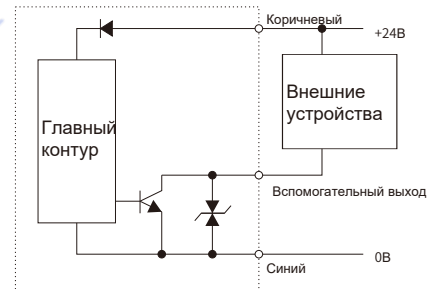 Коричневый
+24В
Внешние
устройства
Главный
контур
Вспомогательный выход
0В
Синий